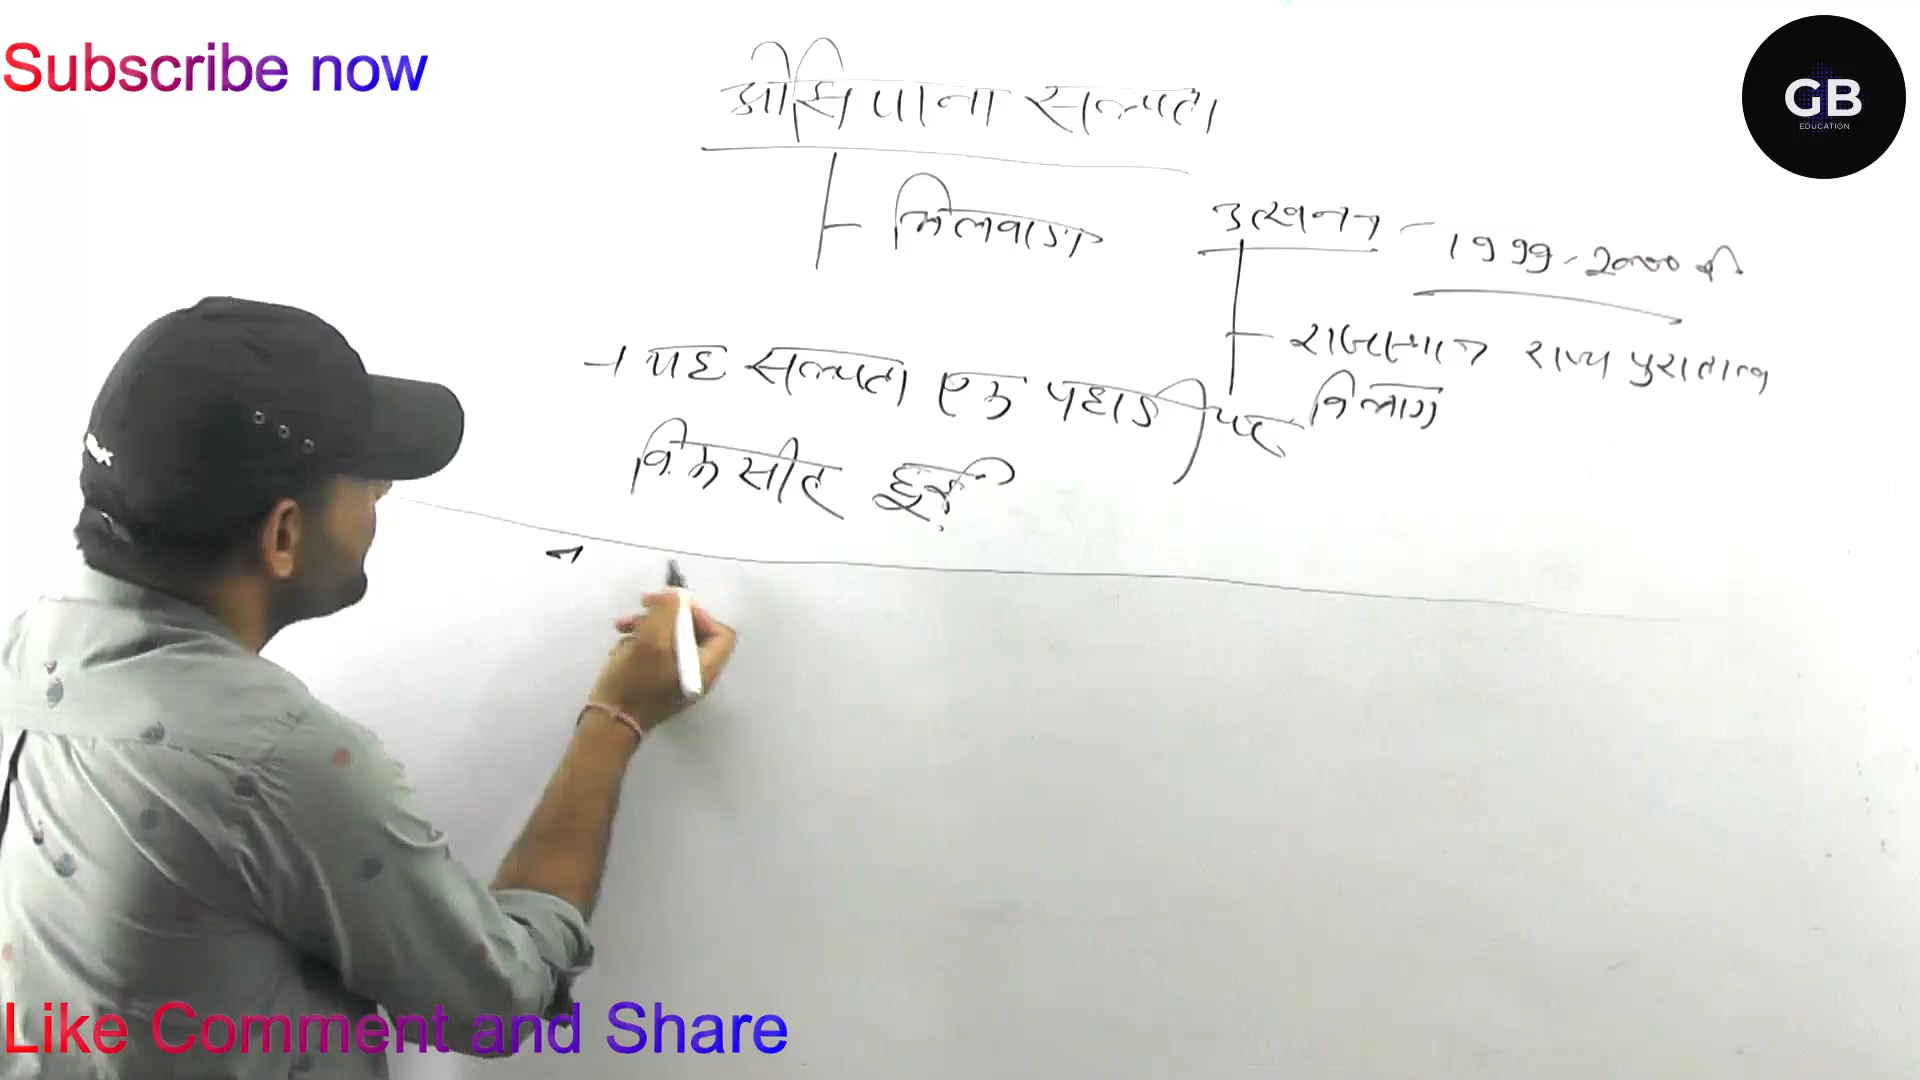 Subscribe now
GB
EDUCATION
ओझियाना सभ्यता
भिलवाडा
उत्खनन - 1999-2000 में
राजस्थान राज्य पुरातात्व
विभाग
→ यह सभ्यता एक पहाडी पर
विकसीत हुई
Like Comment and Share